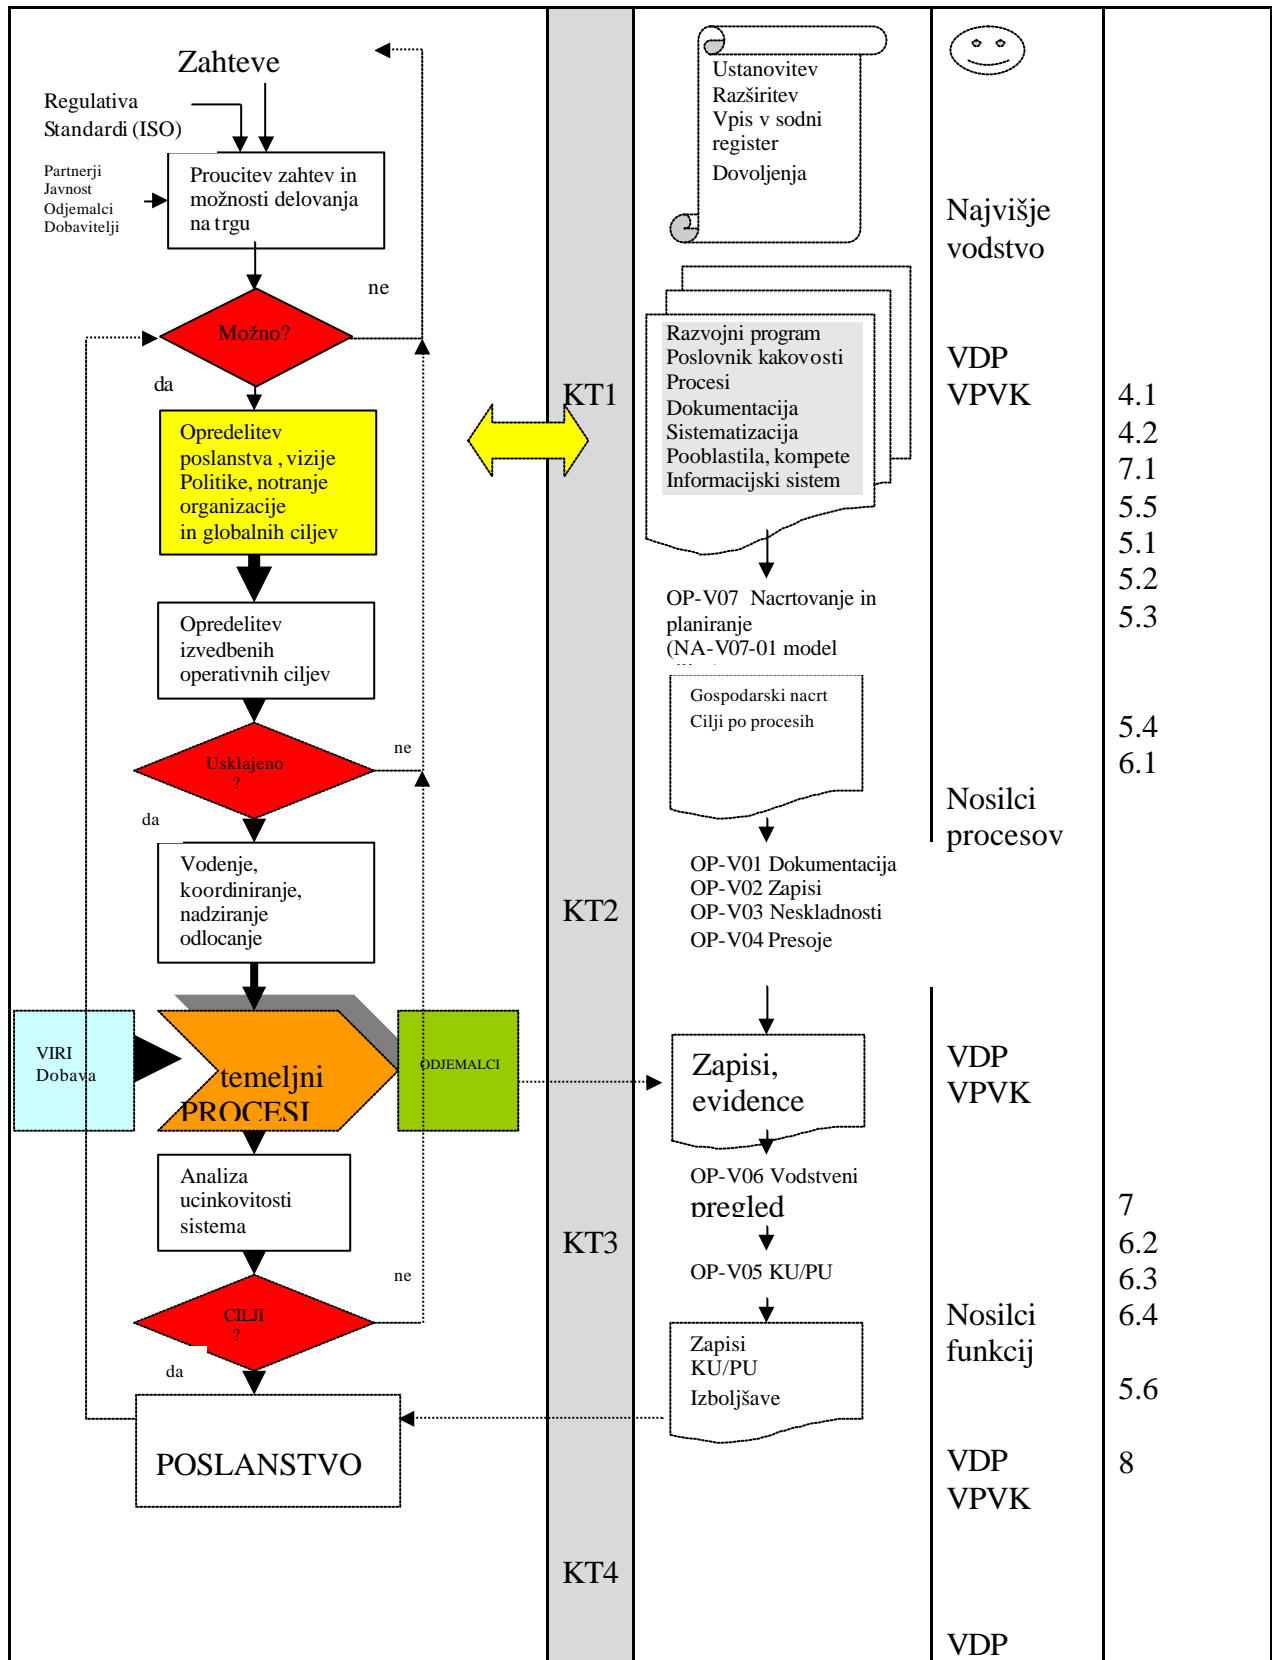 Zahteve
Regulativa
Standardi (ISO)
Partnerji
Javnost
Odjemalci
Dobavitelji
Proucitev zahtev in
možnosti delovanja
na trgu
ne
Možno?
da
Opredelitev
poslanstva , vizije
Politike, notranje
organizacije
in globalnih ciljev
Opredelitev
izvedbenih
operativnih ciljev
ne
Usklajeno
?
da
Vodenje,
koordiniranje,
nadziranje
odlocanje
VIRI
Dobava
temeljni
PROCESI
ODJEMALCI
Analiza
ucinkovitosti
sistema
ne
CILJI
?
da
POSLANSTVO
KT1
KT2
KT3
KT4
Ustanovitev
Razširitev
Vpis v sodni
register
Dovoljenja
Razvojni program
Poslovnik kakovosti
Procesi
Dokumentacija
Sistematizacija
Pooblastila, kompete
Informacijski sistem
OP-V07 Nacrtovanje in
planiranje
(NA-V07-01 model
Gospodarski nacrt
Cilji po procesih
OP-V01 Dokumentacija
OP-V02 Zapisi
OP-V03 Neskladnosti
OP-V04 Presoje
Zapisi,
evidence
OP-V06 Vodstveni
pregled
OP-V05 KU/PU
Zapisi
KU/PU
Izboljšave
Najvišje
vodstvo
VDP
VPVK
Nosilci
procesov
VDP
VPVK
Nosilci
funkcij
VDP
VPVK
VDP
4.1
4.2
7.1
5.5
5.1
5.2
5.3
5.4
6.1
7
6.2
6.3
6.4
5.6
8